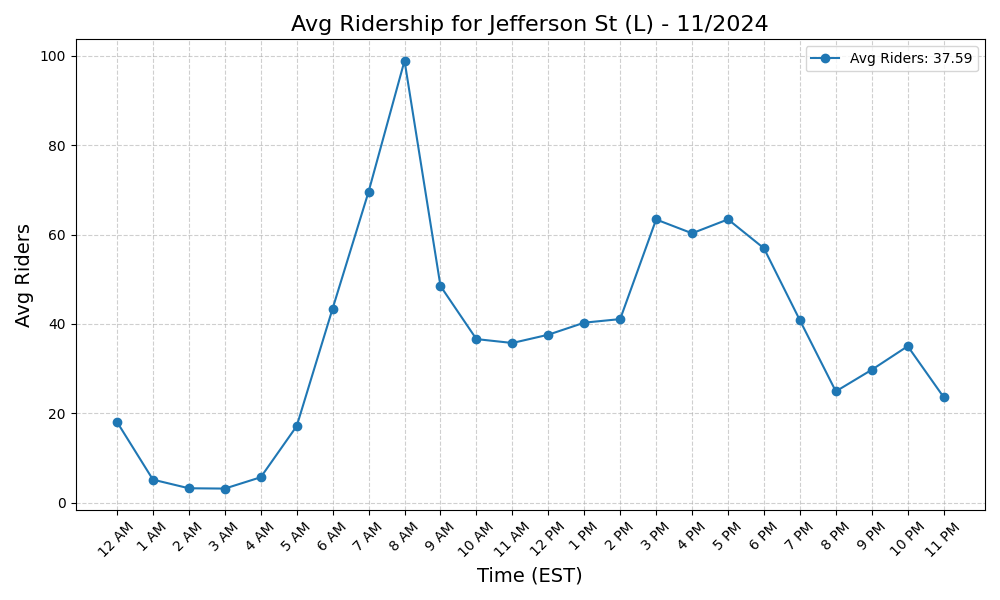 Avg Ridership for Jefferson St (L) - 11/2024
Avg Riders: 37.59
Avg Riders
100
80
60
40
20
0
12 AM
1 AM
2 AM
3 AM
4 AM
5 AM
6 AM
7 AM
8 AM
9 AM
10 AM
11 AM
12 PM
1 PM
2 PM
3 PM
4 PM
5 PM
6 PM
7 PM
8 PM
9 PM
10 PM
11 PM
Time (EST)